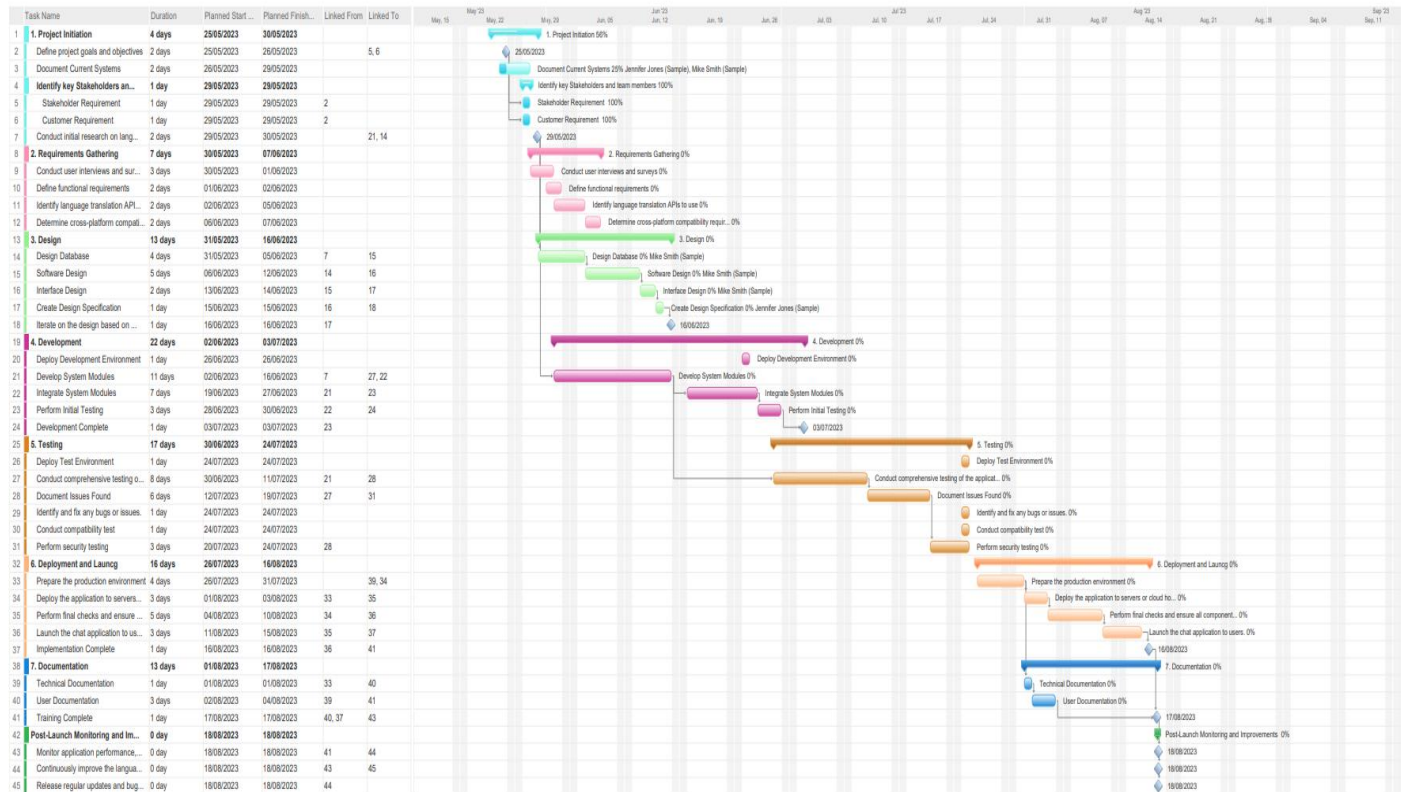 Task Name Duration Planned Start ... Planned Finish... Linked From Linked To
May '23 Jun '23 Jul '23 Aug '23 Sep '23
May, 15 May, 22 May, 29 Jun, 05 Jun, 12 Jun, 19 Jun, 26 Jul, 03 Jul, 10 Jul, 17 Jul, 24 Jul, 31 Aug, 07 Aug, 14 Aug, 21 Aug, 28 Sep, 04 Sep, 11
1 1. Project Initiation 4 days 25/05/2023 30/05/2023 1. Project Initiation 56%
2 Define project goals and objectives 2 days 25/05/2023 26/05/2023 5, 6 25/05/2023
3 Document Current Systems 2 days 26/05/2023 29/05/2023 Document Current Systems 25% Jennifer Jones (Sample), Mike Smith (Sample)
4 Identify key Stakeholders an... 1 day 29/05/2023 29/05/2023 Identify key Stakeholders and team members 100%
5 Stakeholder Requirement 1 day 29/05/2023 29/05/2023 2 Stakeholder Requirement 100%
6 Customer Requirement 1 day 29/05/2023 29/05/2023 2 Customer Requirement 100%
7 Conduct initial research on lang... 2 days 29/05/2023 30/05/2023 21, 14 29/05/2023
8 2. Requirements Gathering 7 days 30/05/2023 07/06/2023 2. Requirements Gathering 0%
9 Conduct user interviews and sur... 3 days 30/05/2023 01/06/2023 Conduct user interviews and surveys 0%
10 Define functional requirements 2 days 01/06/2023 02/06/2023 Define functional requirements 0%
11 Identify language translation API... 2 days 02/06/2023 05/06/2023 Identify language translation APIs to use 0%
12 Determine cross-platform compati... 2 days 06/06/2023 07/06/2023 Determine cross-platform compatibility requir... 0%
13 3. Design 13 days 31/05/2023 16/06/2023 3. Design 0%
14 Design Database 4 days 31/05/2023 05/06/2023 7 15 Design Database 0% Mike Smith (Sample)
15 Software Design 5 days 06/06/2023 12/06/2023 14 16 Software Design 0% Mike Smith (Sample)
16 Interface Design 2 days 13/06/2023 14/06/2023 15 17 Interface Design 0% Mike Smith (Sample)
17 Create Design Specification 1 day 15/06/2023 15/06/2023 16 18 Create Design Specification 0% Jennifer Jones (Sample)
18 Iterate on the design based on ... 1 day 16/06/2023 16/06/2023 17 16/06/2023
19 4. Development 22 days 02/06/2023 03/07/2023 4. Development 0%
20 Deploy Development Environment 1 day 26/06/2023 26/06/2023 Deploy Development Environment 0%
21 Develop System Modules 11 days 02/06/2023 16/06/2023 7 27, 22 Develop System Modules 0%
22 Integrate System Modules 7 days 19/06/2023 27/06/2023 21 23 Integrate System Modules 0%
23 Perform Initial Testing 3 days 28/06/2023 30/06/2023 22 24 Perform Initial Testing 0%
24 Development Complete 1 day 03/07/2023 03/07/2023 23 03/07/2023
25 5. Testing 17 days 30/06/2023 24/07/2023 5. Testing 0%
26 Deploy Test Environment 1 day 24/07/2023 24/07/2023 Deploy Test Environment 0%
27 Conduct comprehensive testing o... 8 days 30/06/2023 11/07/2023 21 28 Conduct comprehensive testing of the applicat... 0%
28 Document Issues Found 6 days 12/07/2023 19/07/2023 27 31 Document Issues Found 0%
29 Identify and fix any bugs or issues. 1 day 24/07/2023 24/07/2023 Identify and fix any bugs or issues. 0%
30 Conduct compatibility test 1 day 24/07/2023 24/07/2023 Conduct compatibility test 0%
31 Perform security testing 3 days 20/07/2023 24/07/2023 28 Perform security testing 0%
32 6. Deployment and Launcg 16 days 26/07/2023 16/08/2023 6. Deployment and Launcg 0%
33 Prepare the production environment 4 days 26/07/2023 31/07/2023 39, 34 Prepare the production environment 0%
34 Deploy the application to servers... 3 days 01/08/2023 03/08/2023 33 35 Deploy the application to servers or cloud ho... 0%
35 Perform final checks and ensure ... 5 days 04/08/2023 10/08/2023 34 36 Perform final checks and ensure all component... 0%
36 Launch the chat application to us... 3 days 11/08/2023 15/08/2023 35 37 Launch the chat application to users. 0%
37 Implementation Complete 1 day 16/08/2023 16/08/2023 36 41 16/08/2023
38 7. Documentation 13 days 01/08/2023 17/08/2023 7. Documentation 0%
39 Technical Documentation 1 day 01/08/2023 01/08/2023 33 40 Technical Documentation 0%
40 User Documentation 3 days 02/08/2023 04/08/2023 39 41 User Documentation 0%
41 Training Complete 1 day 17/08/2023 17/08/2023 40, 37 43 17/08/2023
42 Post-Launch Monitoring and Im... 0 day 18/08/2023 18/08/2023 Post-Launch Monitoring and Improvements 0%
43 Monitor application performance,... 0 day 18/08/2023 18/08/2023 41 44 18/08/2023
44 Continuously improve the langua... 0 day 18/08/2023 18/08/2023 43 45 18/08/2023
45 Release regular updates and bug... 0 day 18/08/2023 18/08/2023 44 18/08/2023